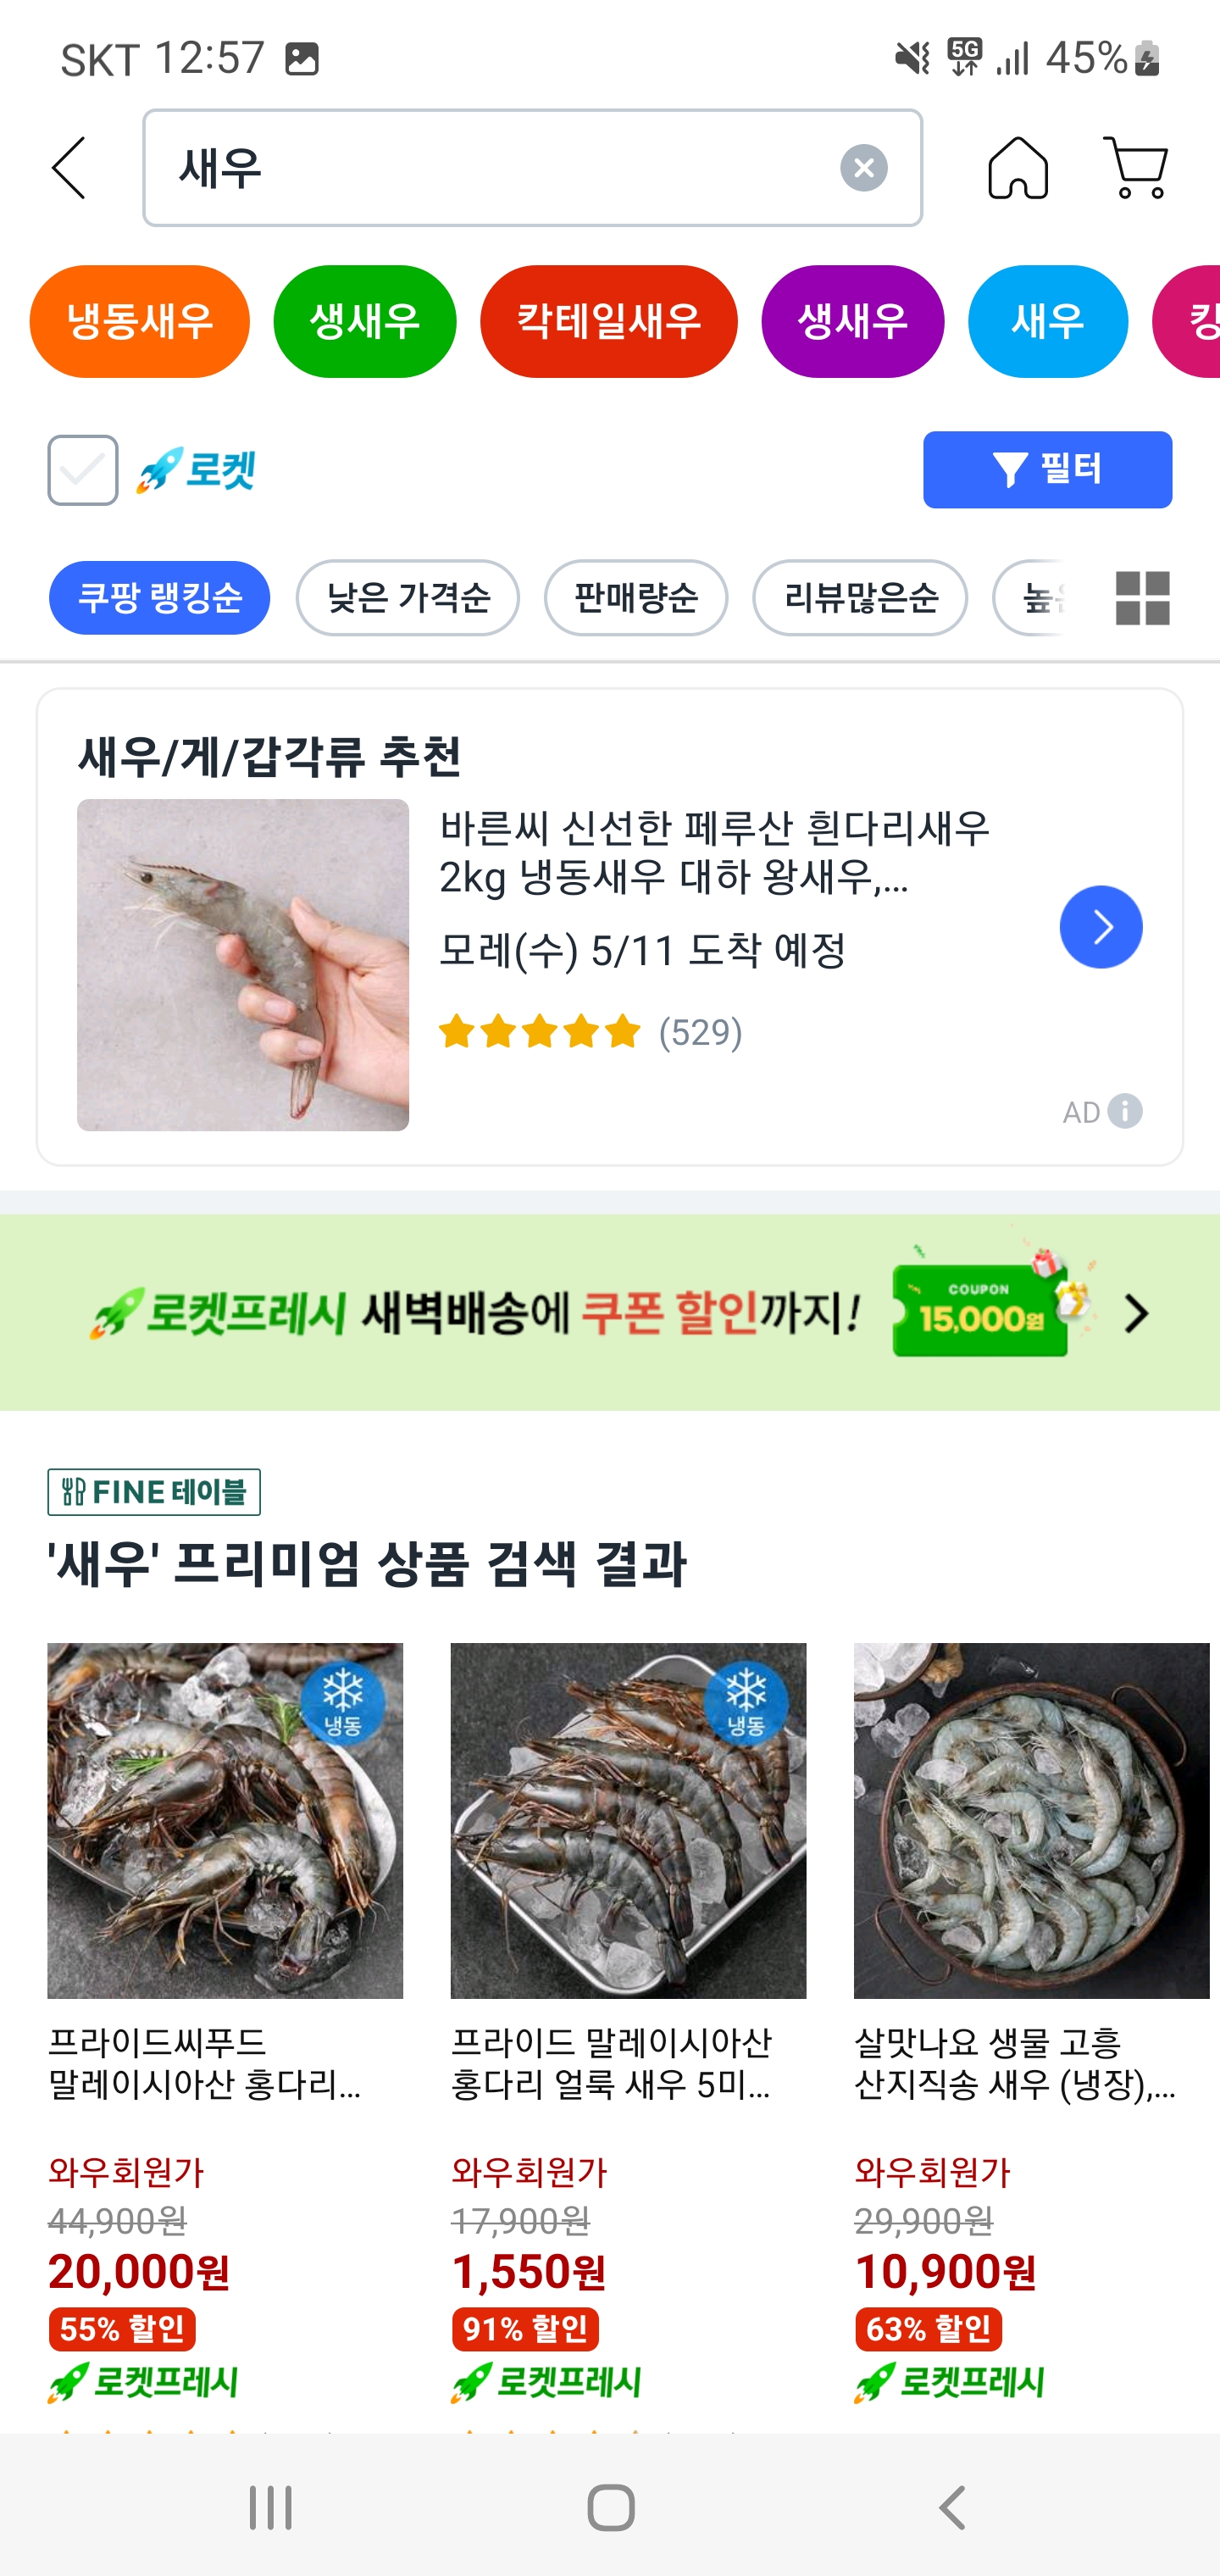 SKT 12:57
5G 45%
새우
냉동새우 생새우 칵테일새우 생새우 새우 킹
로켓 필터
쿠팡 랭킹순 낮은 가격순 판매량순 리뷰많은순
새우/게/갑각류 추천
바른씨 신선한 페루산 흰다리새우
2kg 냉동새우 대하 왕새우,...
모레(수) 5/11 도착 예정
(529)
AD
로켓프레시 새벽배송에 쿠폰 할인까지!
COUPON
15,000원
FINE 테이블
'새우' 프리미엄 상품 검색 결과
냉동
냉동
프라이드씨푸드
말레이시아산 홍다리...
와우회원가
44,900원
20,000원
55% 할인
로켓프레시
프라이드 말레이시아산
홍다리 얼룩 새우 5미...
와우회원가
17,900원
1,550원
91% 할인
로켓프레시
살맛나요 생물 고흥
산지직송 새우 (냉장),...
와우회원가
29,900원
10,900원
63% 할인
로켓프레시